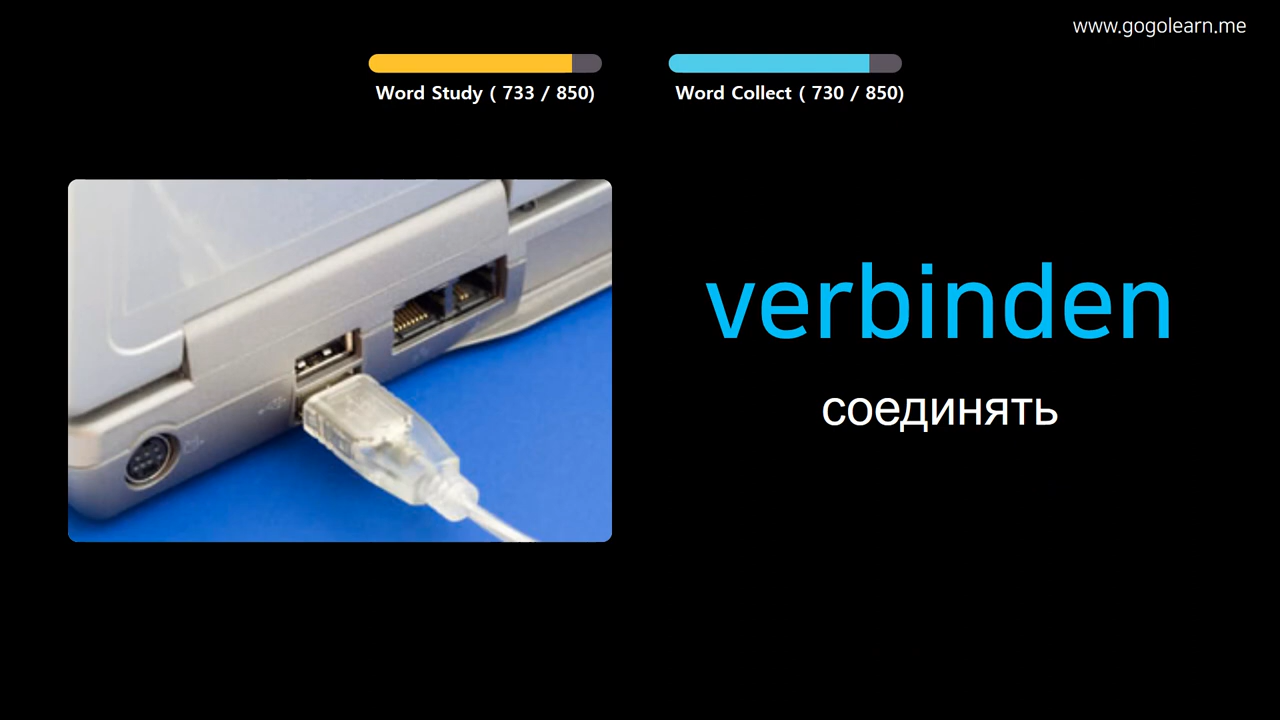 www.gogolearn.me
Word Study ( 733 / 850)
Word Collect ( 730 / 850)
verbinden
соединять